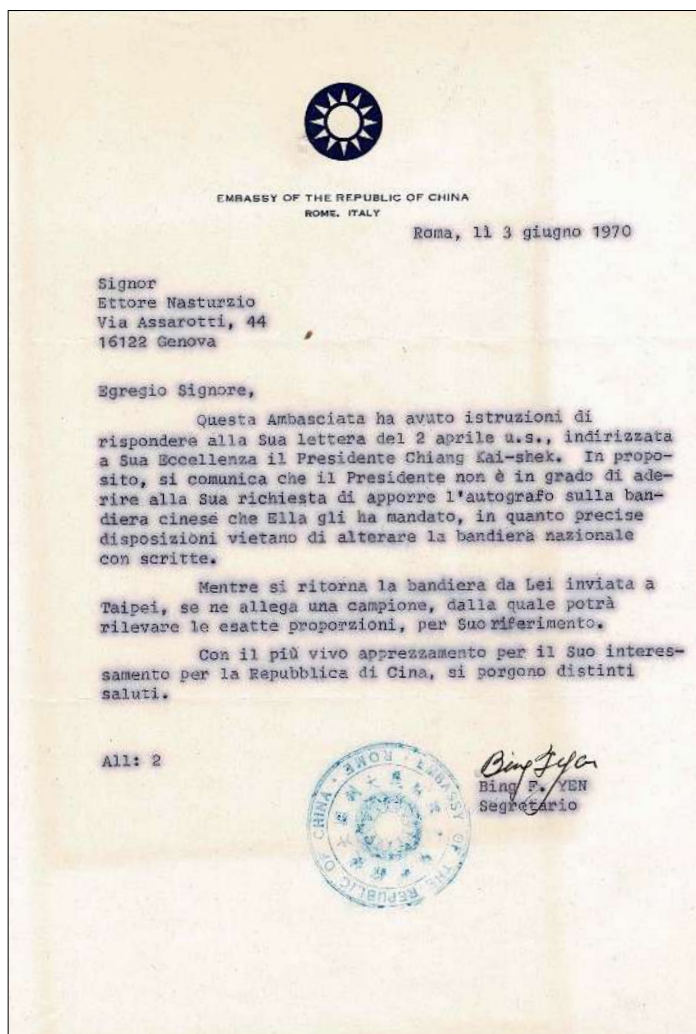 EMBASSY OF THE REPUBLIC OF CHINA
ROME, ITALY
Roma, lì 3 giugno 1970
Signor
Ettore Nasturzio
Via Assarotti, 44
16122 Genova
Egregio Signore,
Questa Ambasciata ha avuto istruzioni di
rispondere alla Sua lettera del 2 aprile u.s., indirizzata
a Sua Eccellenza il Presidente Chiang Kai-shek. In propo-
sito, si comunica che il Presidente non è in grado di ade-
rire alla Sua richiesta di apporre l'autografo sulla ban-
diera cinese che Ella gli ha mandato, in quanto precise
disposizioni vietano di alterare la bandiera nazionale
con scritte.
Mentre si ritorna la bandiera da Lei inviata a
Taipei, se ne allega una campione, dalla quale potrà
rilevare le esatte proporzioni, per Suo riferimento.
Con il più vivo apprezzamento per il Suo interes-
samento per la Repubblica di Cina, si porgono distinti
saluti.
All: 2
Bing F. Yen
Bing F. YEN
Segretario
EMBASSY OF THE REPUBLIC OF CHINA · ROME ·